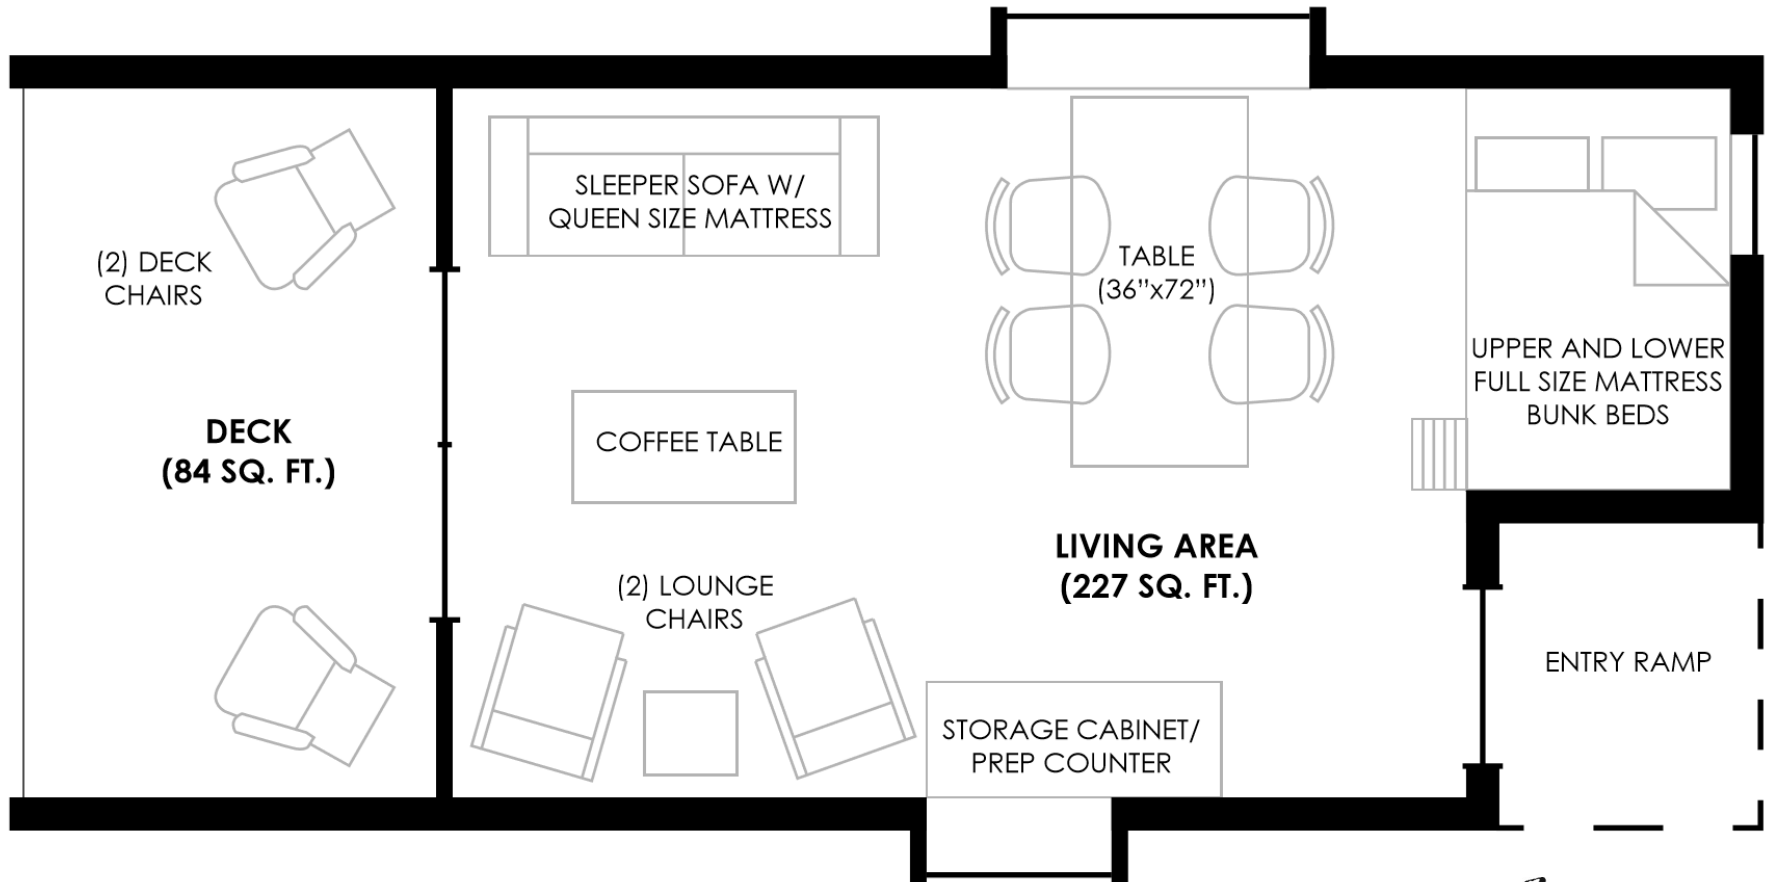 SLEEPER SOFA W/
QUEEN SIZE MATTRESS
(2) DECK
CHAIRS
TABLE
(36”x72”)
UPPER AND LOWER
FULL SIZE MATTRESS
BUNK BEDS
DECK
(84 SQ. FT.)
COFFEE TABLE
LIVING AREA
(227 SQ. FT.)
(2) LOUNGE
CHAIRS
ENTRY RAMP
STORAGE CABINET/
PREP COUNTER